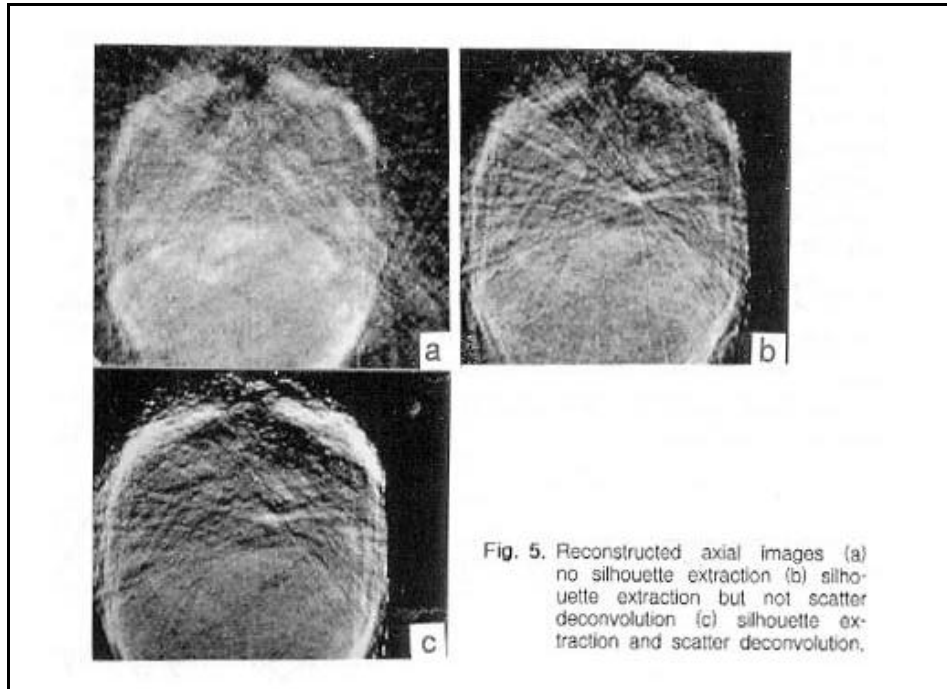 a
b
c
Fig. 5. Reconstructed axial images (a)
no silhouette extraction (b) silho-
uette extraction but not scatter
deconvolution (c) silhouette ex-
traction and scatter deconvolution.